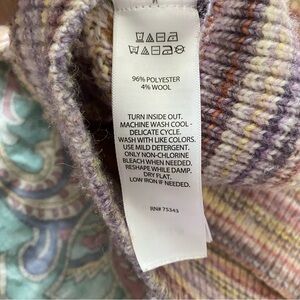 96% POLYESTER
4% WOOL
TURN INSIDE OUT.
MACHINE WASH COOL -
DELICATE CYCLE.
WASH WITH LIKE COLORS.
USE MILD DETERGENT.
ONLY NON-CHLORINE
BLEACH WHEN NEEDED.
RESHAPE WHILE DAMP.
DRY FLAT.
LOW IRON IF NEEDED.
RN# 75343